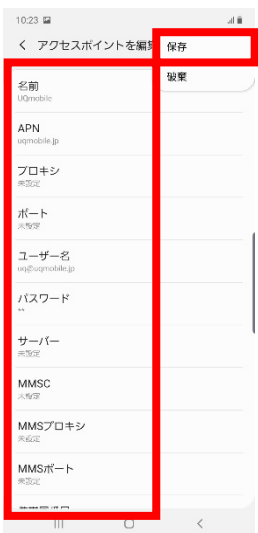 10:23
アクセスポイントを編集
保存
破棄
名前
UQmobile
APN
uqmobile.jp
プロキシ
未設定
ポート
未設定
ユーザー名
uq@uqmobile.jp
パスワード
**
サーバー
未設定
MMSC
未設定
MMSプロキシ
未設定
MMSポート
未設定